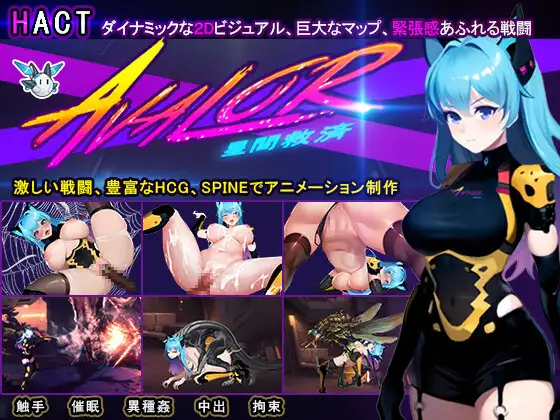 HACT ダイナミックな2Dビジュアル、巨大なマップ、緊張感あふれる戦闘
AVALOR
星間救済
激しい戦闘、豊富なHCG、SPINEでアニメーション制作
触手 催眠 異種姦 中出 拘束